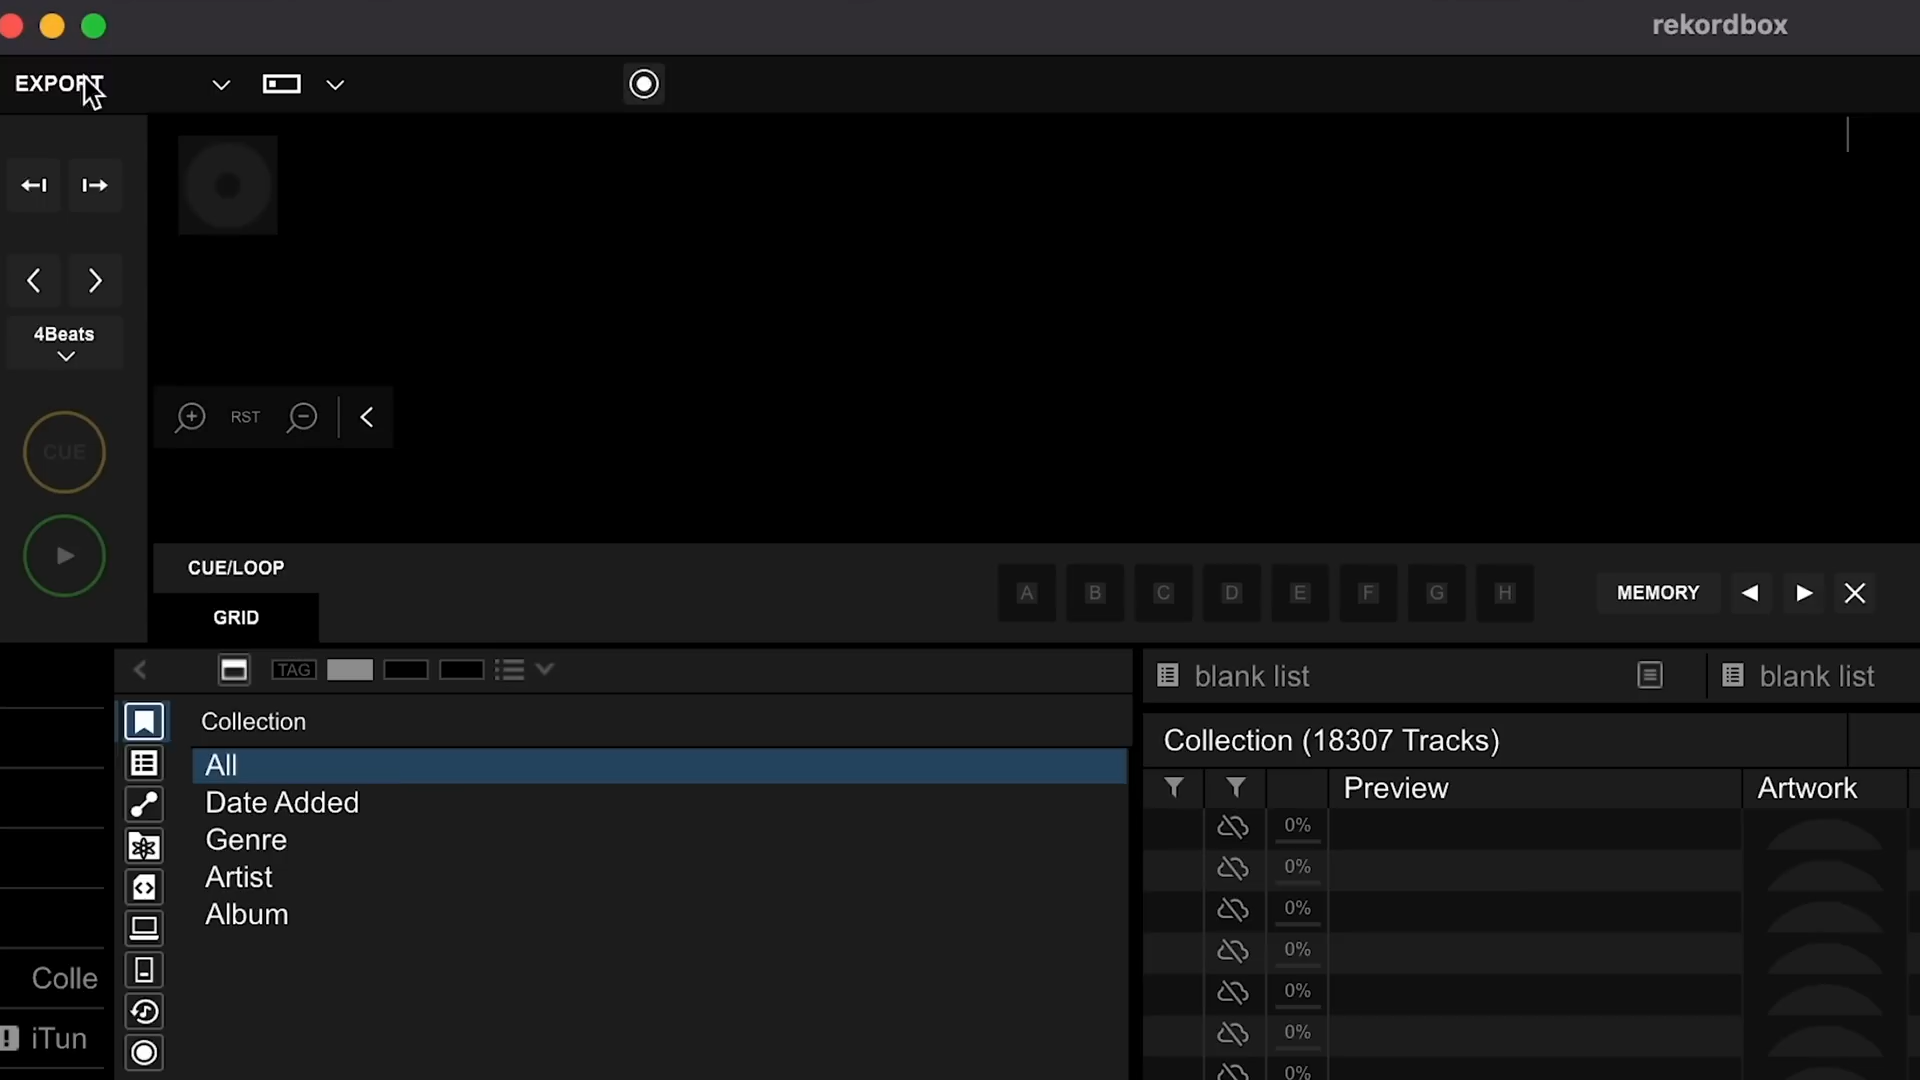 rekordbox
EXPORT
4Beats
RST
CUE
CUE/LOOP
A B C D E F G H
MEMORY
GRID
TAG
blank list
blank list
Collection
Collection (18307 Tracks)
All
Preview
Artwork
Date Added
0%
Genre
0%
Artist
0%
Album
0%
Colle
0%
iTun
0%
0%